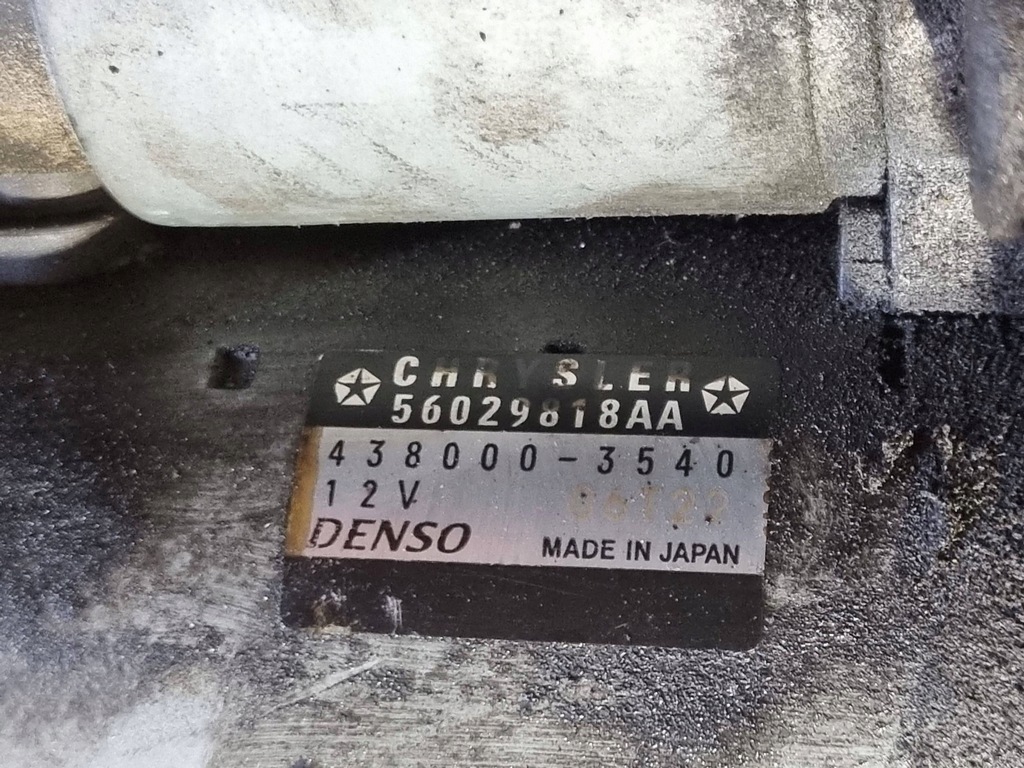 CHRYSLER
56029818AA
438000-3540
12V
DENSO
MADE IN JAPAN